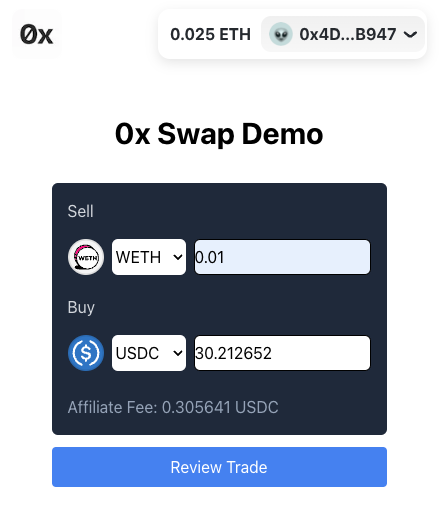 0x
0.025 ETH 0x4D...B947
0x Swap Demo
Sell
WETH WETH 0.01
Buy
USDC 30.212652
Affiliate Fee: 0.305641 USDC
Review Trade